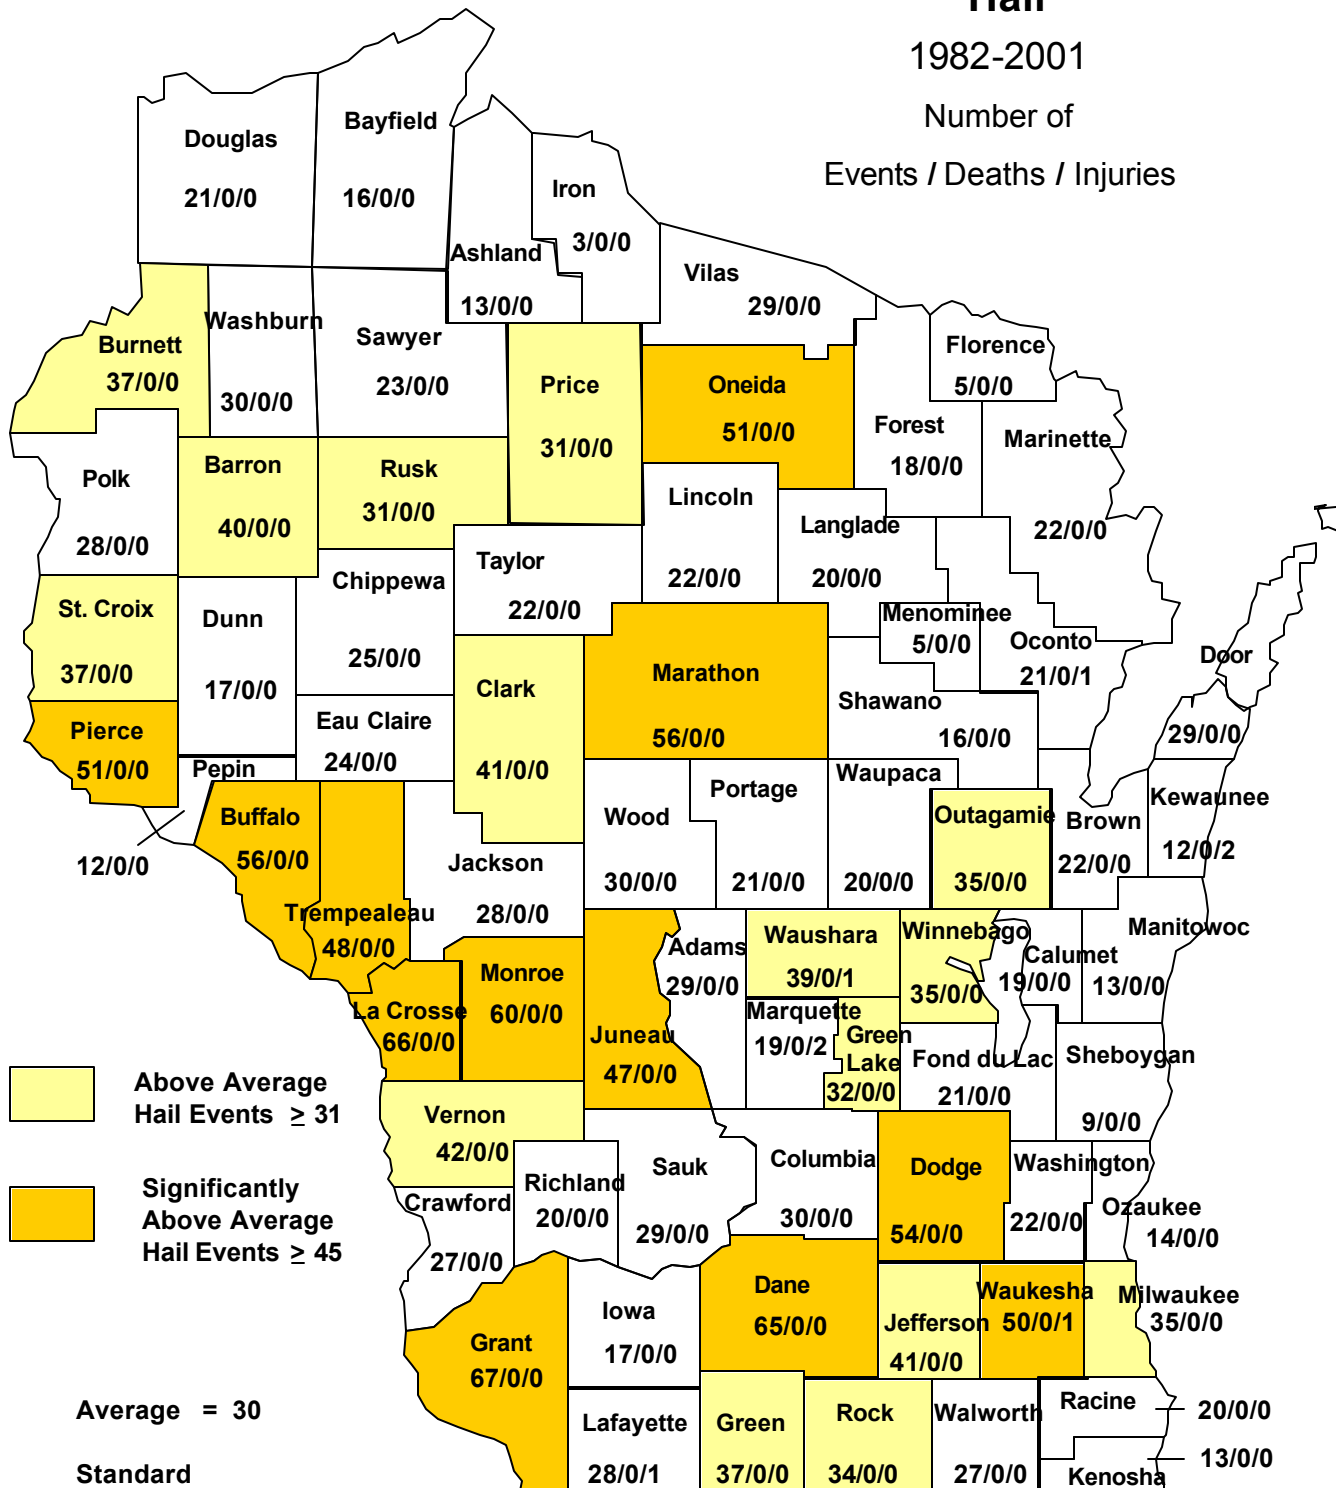 Hail
1982-2001
Number of
Events / Deaths / Injuries
Douglas
21/0/0
Bayfield
16/0/0
Ashland
13/0/0
Iron
3/0/0
Vilas
29/0/0
Burnett
37/0/0
Washburn
30/0/0
Sawyer
23/0/0
Price
31/0/0
Oneida
51/0/0
Florence
5/0/0
Forest
18/0/0
Marinette
22/0/0
Polk
28/0/0
Barron
40/0/0
Rusk
31/0/0
Lincoln
22/0/0
Langlade
20/0/0
Taylor
22/0/0
Chippewa
25/0/0
St. Croix
37/0/0
Dunn
17/0/0
Menominee
5/0/0
Oconto
21/0/1
Door
29/0/0
Clark
41/0/0
Marathon
56/0/0
Shawano
16/0/0
Pierce
51/0/0
Pepin
12/0/0
Eau Claire
24/0/0
Buffalo
56/0/0
Trempealeau
48/0/0
Jackson
28/0/0
Wood
30/0/0
Portage
21/0/0
Waupaca
20/0/0
Outagamie
35/0/0
Brown
22/0/0
Kewaunee
12/0/2
La Crosse
66/0/0
Monroe
60/0/0
Juneau
47/0/0
Adams
29/0/0
Waushara
39/0/1
Winnebago
35/0/0
Calumet
19/0/0
Manitowoc
13/0/0
Marquette
19/0/2
Green
Lake
32/0/0
Fond du Lac
21/0/0
Sheboygan
9/0/0
Above Average
Hail Events ≥ 31
Significantly
Above Average
Hail Events ≥ 45
Vernon
42/0/0
Crawford
27/0/0
Richland
20/0/0
Sauk
29/0/0
Columbia
30/0/0
Dodge
54/0/0
Washington
22/0/0
Ozaukee
14/0/0
Grant
67/0/0
Iowa
17/0/0
Dane
65/0/0
Jefferson
41/0/0
Waukesha
50/0/1
Milwaukee
35/0/0
Lafayette
28/0/1
Green
37/0/0
Rock
34/0/0
Walworth
27/0/0
Racine
20/0/0
Kenosha
13/0/0
Average = 30
Standard